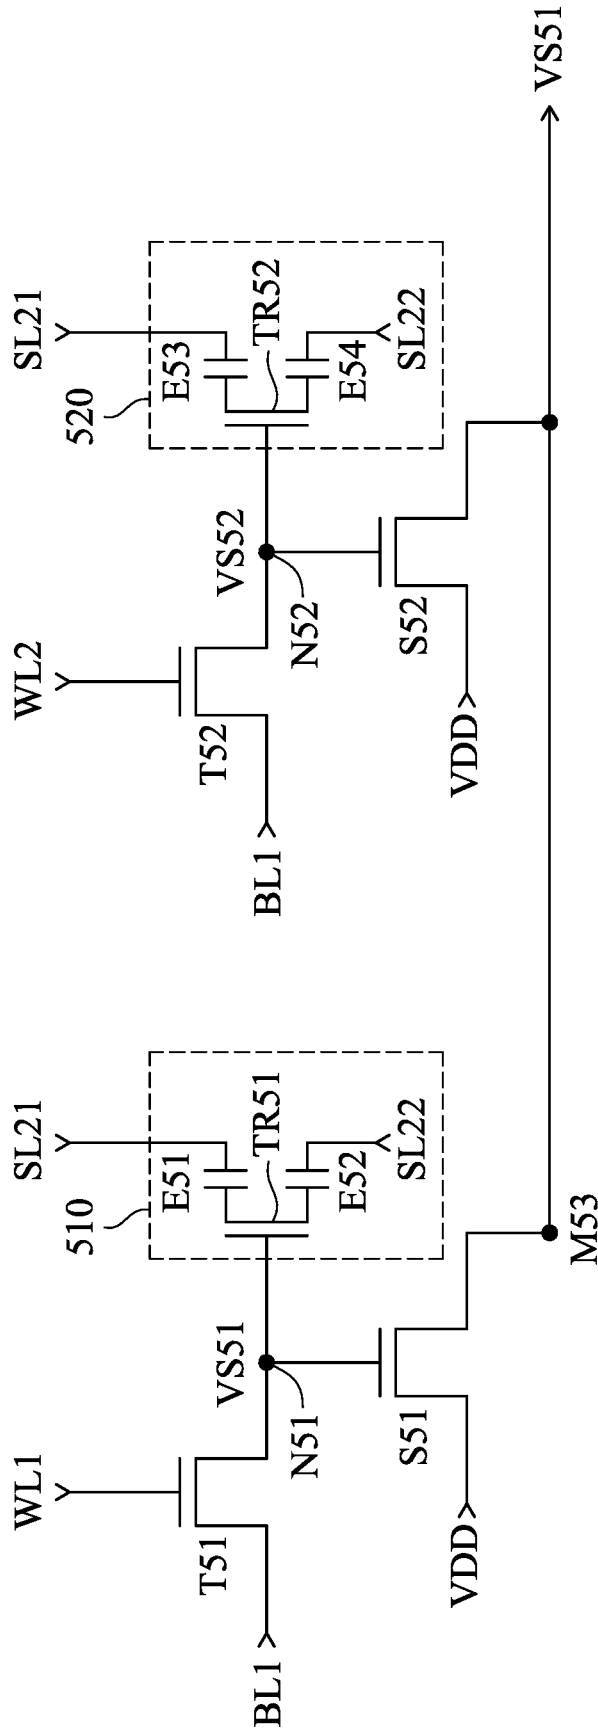 WL1
SL21
WL2
SL21
510
520
E51
E53
T51
VS51
TR51
T52
VS52
TR52
BL1
N51
E52
BL1
N52
E54
SL22
SL22
S51
S52
VDD
VDD
M53
VS51